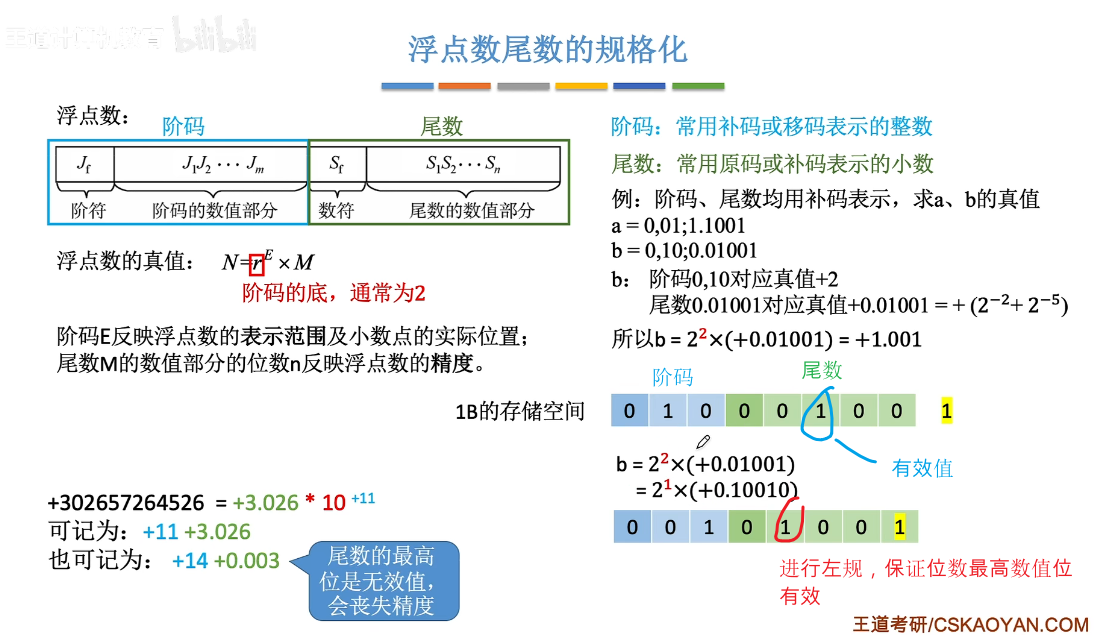 bilibili
浮点数尾数的规格化
浮点数：
阶码
尾数
J_f
J_1J_2 ··· J_m
S_f
S_1S_2 ··· S_n
阶符
阶码的数值部分
数符
尾数的数值部分
浮点数的真值： N=r^E × M
阶码的底，通常为2
阶码E反映浮点数的表示范围及小数点的实际位置；
尾数M的数值部分的位数n反映浮点数的精度。
+302657264526 = +3.026 * 10 +11
可记为：+11 +3.026
也可记为： +14 +0.003
尾数的最高
位是无效值，
会丧失精度
阶码：常用补码或移码表示的整数
尾数：常用原码或补码表示的小数
例：阶码、尾数均用补码表示，求a、b的真值
a = 0,01;1.1001
b = 0,10;0.01001
b： 阶码0,10对应真值+2
尾数0.01001对应真值+0.01001 = + (2^−2+ 2^−5)
所以b = 2^2×(+0.01001) = +1.001
阶码
尾数
1B的存储空间
0 1 0 0 0 1 0 0 1
有效值
b = 2^2×(+0.01001)
= 2^1×(+0.10010)
0 0 1 0 1 0 0 1
进行左规，保证位数最高数值位
有效
王道考研/CSKAOYAN.COM